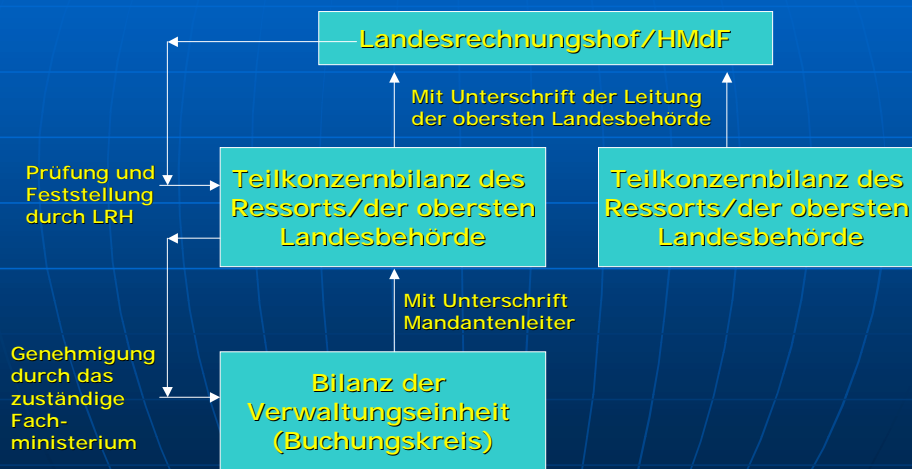 Landesrechnungshof/HMdF
Mit Unterschrift der Leitung
der obersten Landesbehörde
Prüfung und
Feststellung
durch LRH
Teilkonzernbilanz des
Ressorts/der obersten
Landesbehörde
Teilkonzernbilanz des
Ressorts/der obersten
Landesbehörde
Mit Unterschrift
Mandantenleiter
Genehmigung
durch das
zuständige
Fach-
ministerium
Bilanz der
Verwaltungseinheit
(Buchungskreis)